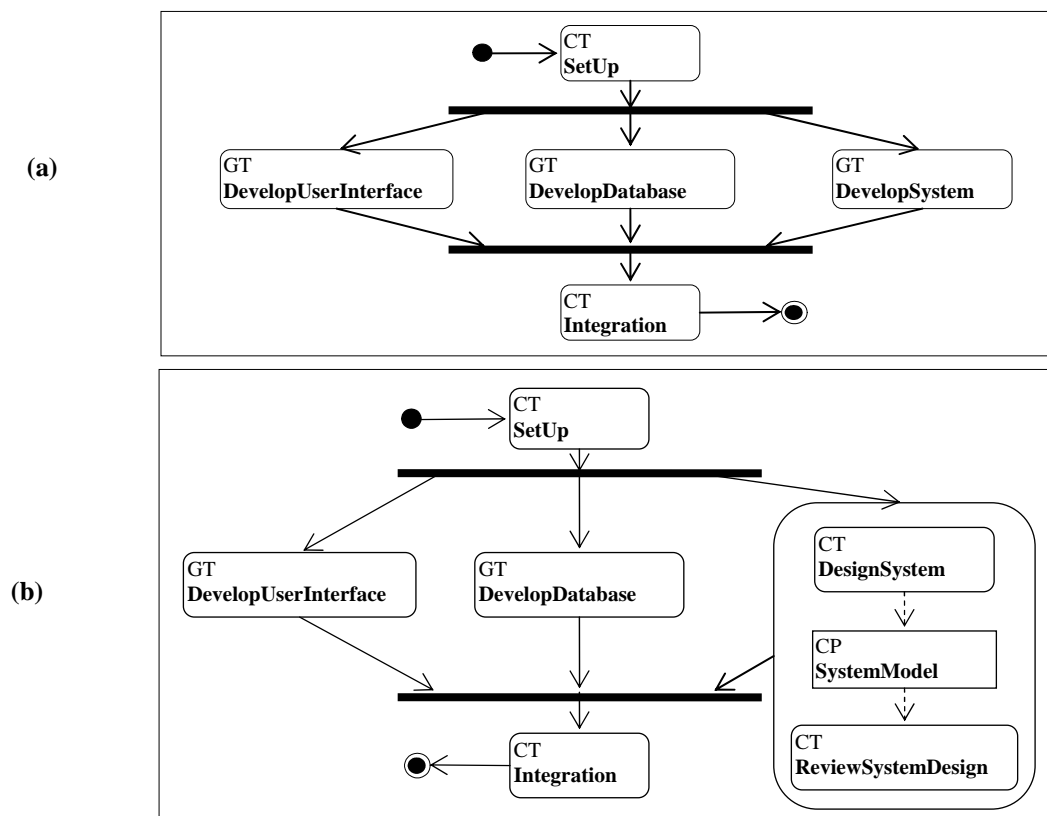 (a)
CT
SetUp
GT
DevelopUserInterface
GT
DevelopDatabase
GT
DevelopSystem
CT
Integration
(b)
CT
SetUp
GT
DevelopUserInterface
GT
DevelopDatabase
CT
DesignSystem
CP
SystemModel
CT
ReviewSystemDesign
CT
Integration